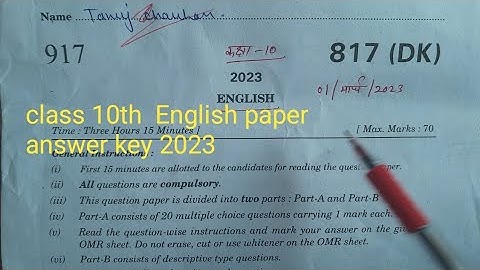 Name Tanuj Chauhan
917 कक्षा -10 817 (DK)
2023
01/मार्च/2023
ENGLISH
class 10th English paper
Time : Three Hours 15 Minutes ] [ Max. Marks : 70
answer key 2023
General Instruction :
(i) First 15 minutes are allotted to the candidates for reading the question paper.
(ii) All questions are compulsory.
(iii) This question paper is divided into two parts : Part-A and Part-B
(iv) Part-A consists of 20 multiple choice questions carrying 1 mark each.
(v) Read the question-wise instructions and mark your answer on the
OMR sheet. Do not erase, cut or use whitener on the OMR sheet.
(vi) Part-B consists of descriptive type questions.